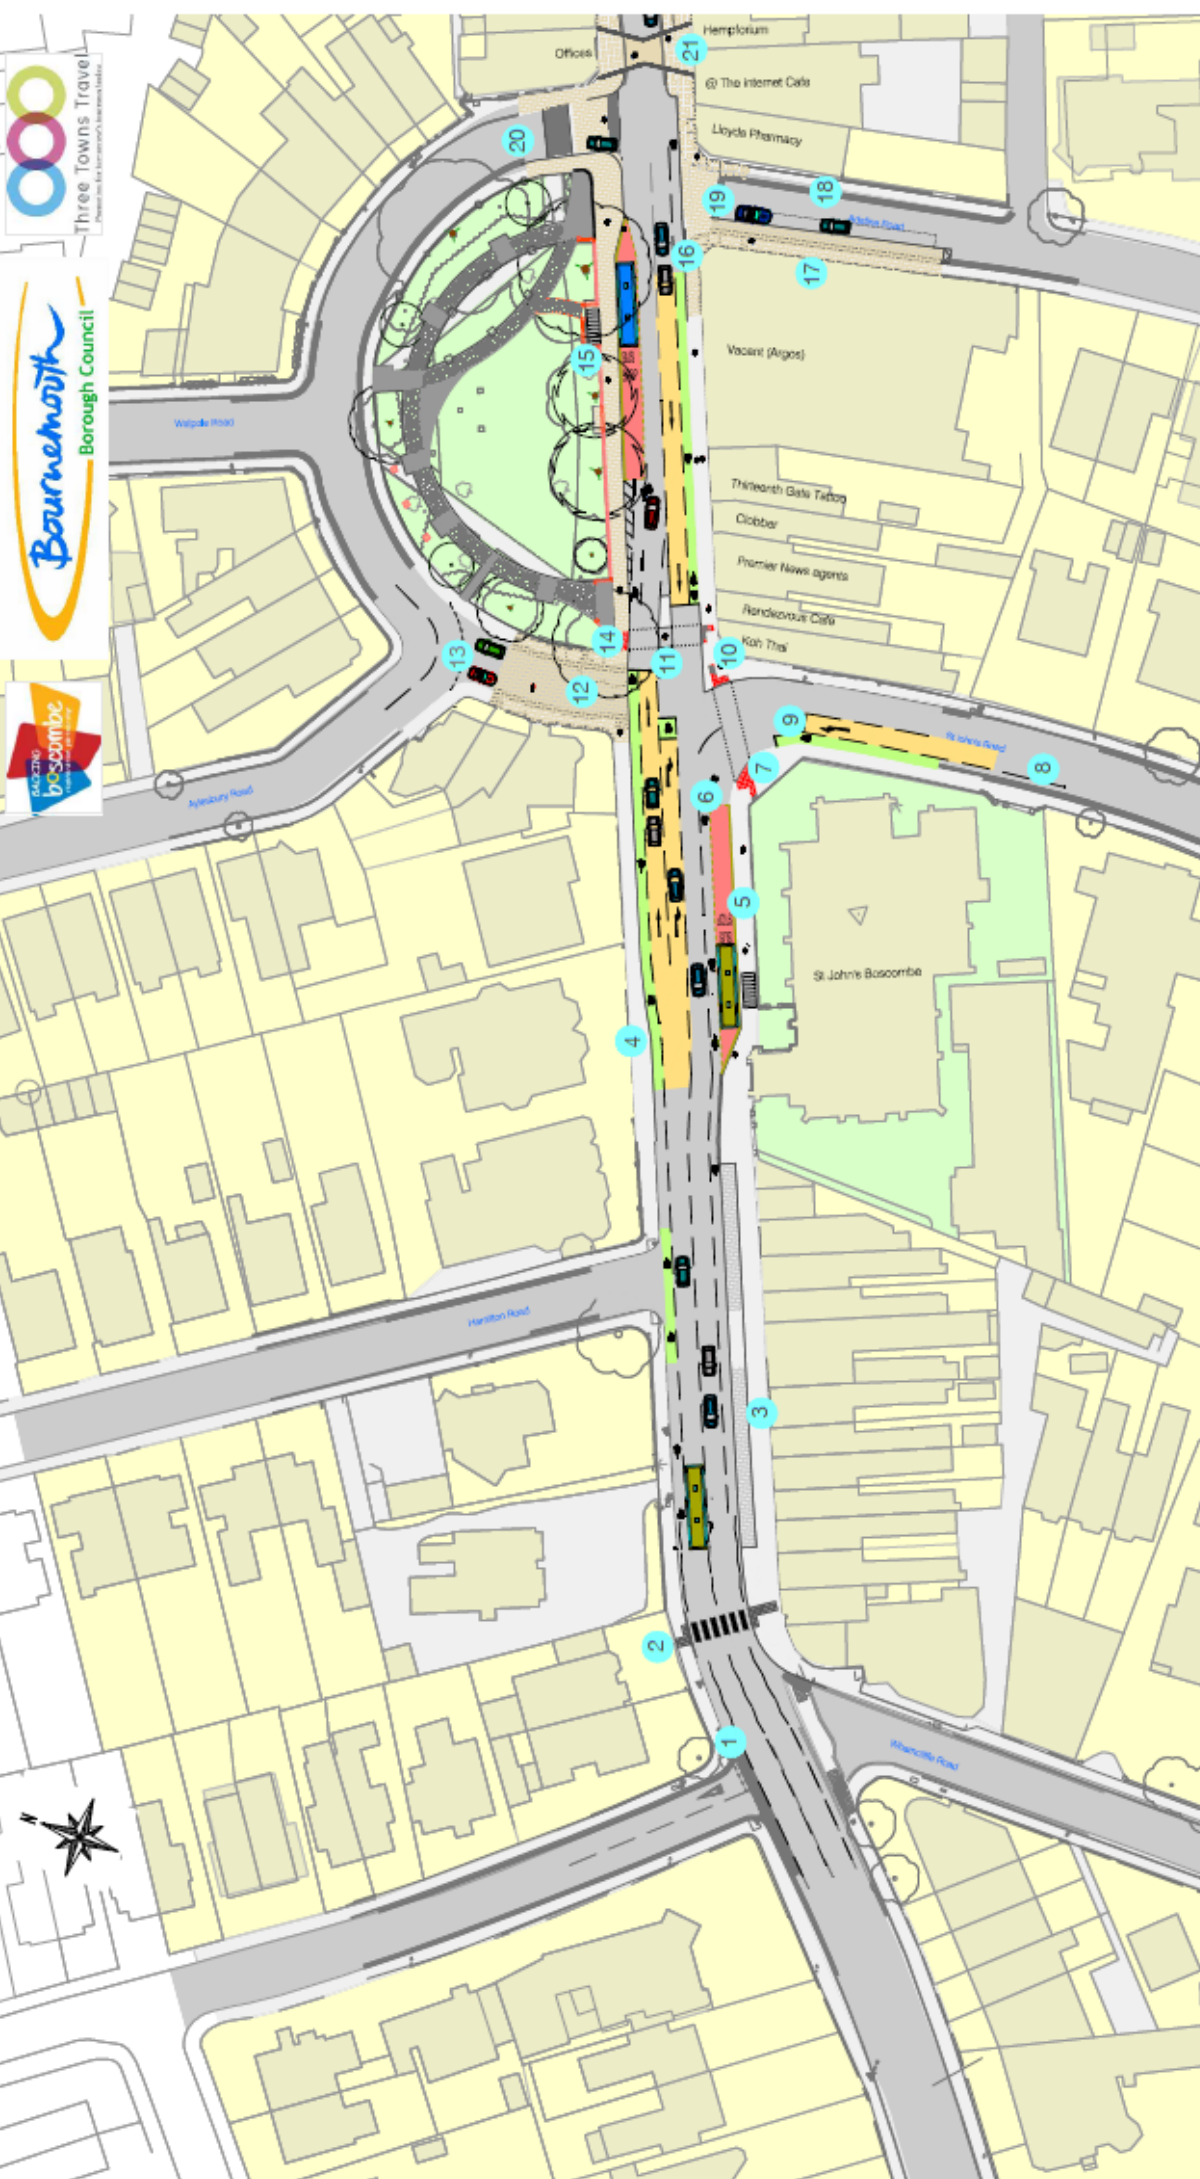 Three Towns Travel
Bournemouth
Borough Council
BACKING
boscombe
Offices
Hemporium
@ The Internet Cafe
Lloyds Pharmacy
Adeline Road
Vacant (Argos)
Walpole Road
Thirteenth Gate Tattoo
Clobber
Premier News agents
Rendezvous Cafe
Koh Thai
St Johns Road
Aylesbury Road
St John's Boscombe
Hamilton Road
Wharncliffe Road
N
1
2
3
4
5
6
7
8
9
10
11
12
13
14
15
16
17
18
19
20
21